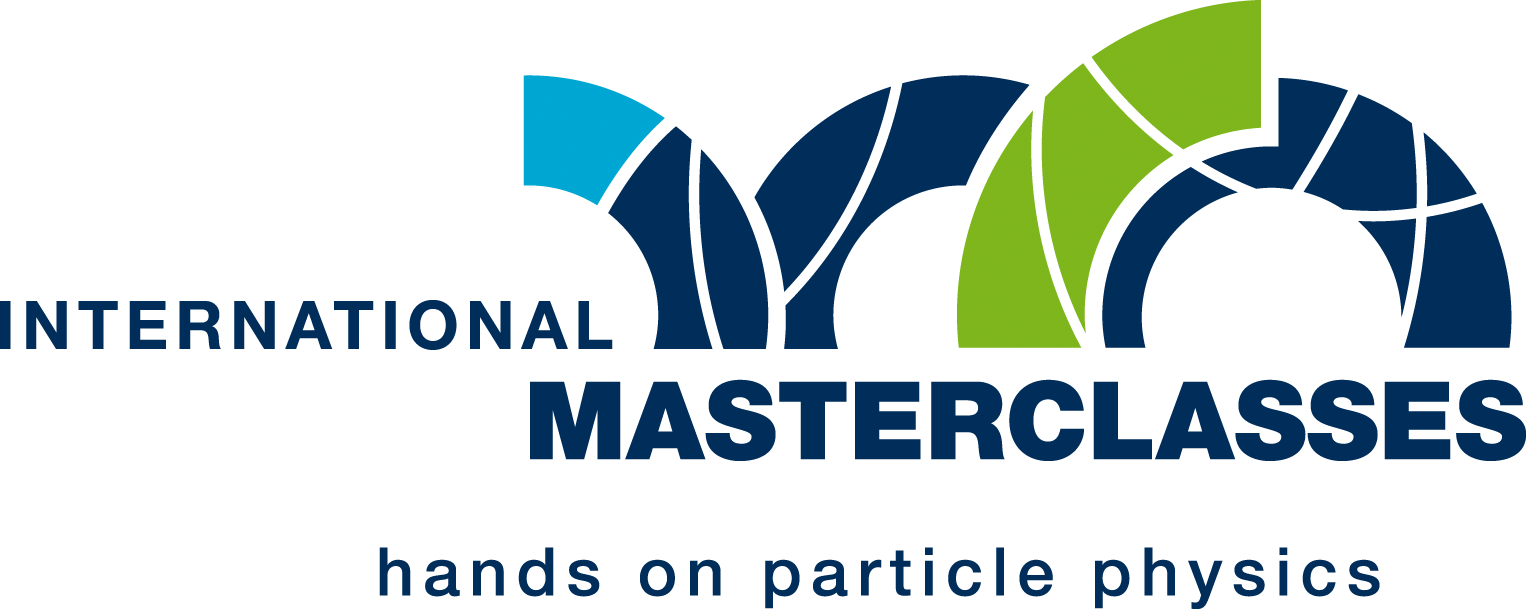 INTERNATIONAL
MASTERCLASSES
hands on particle physics